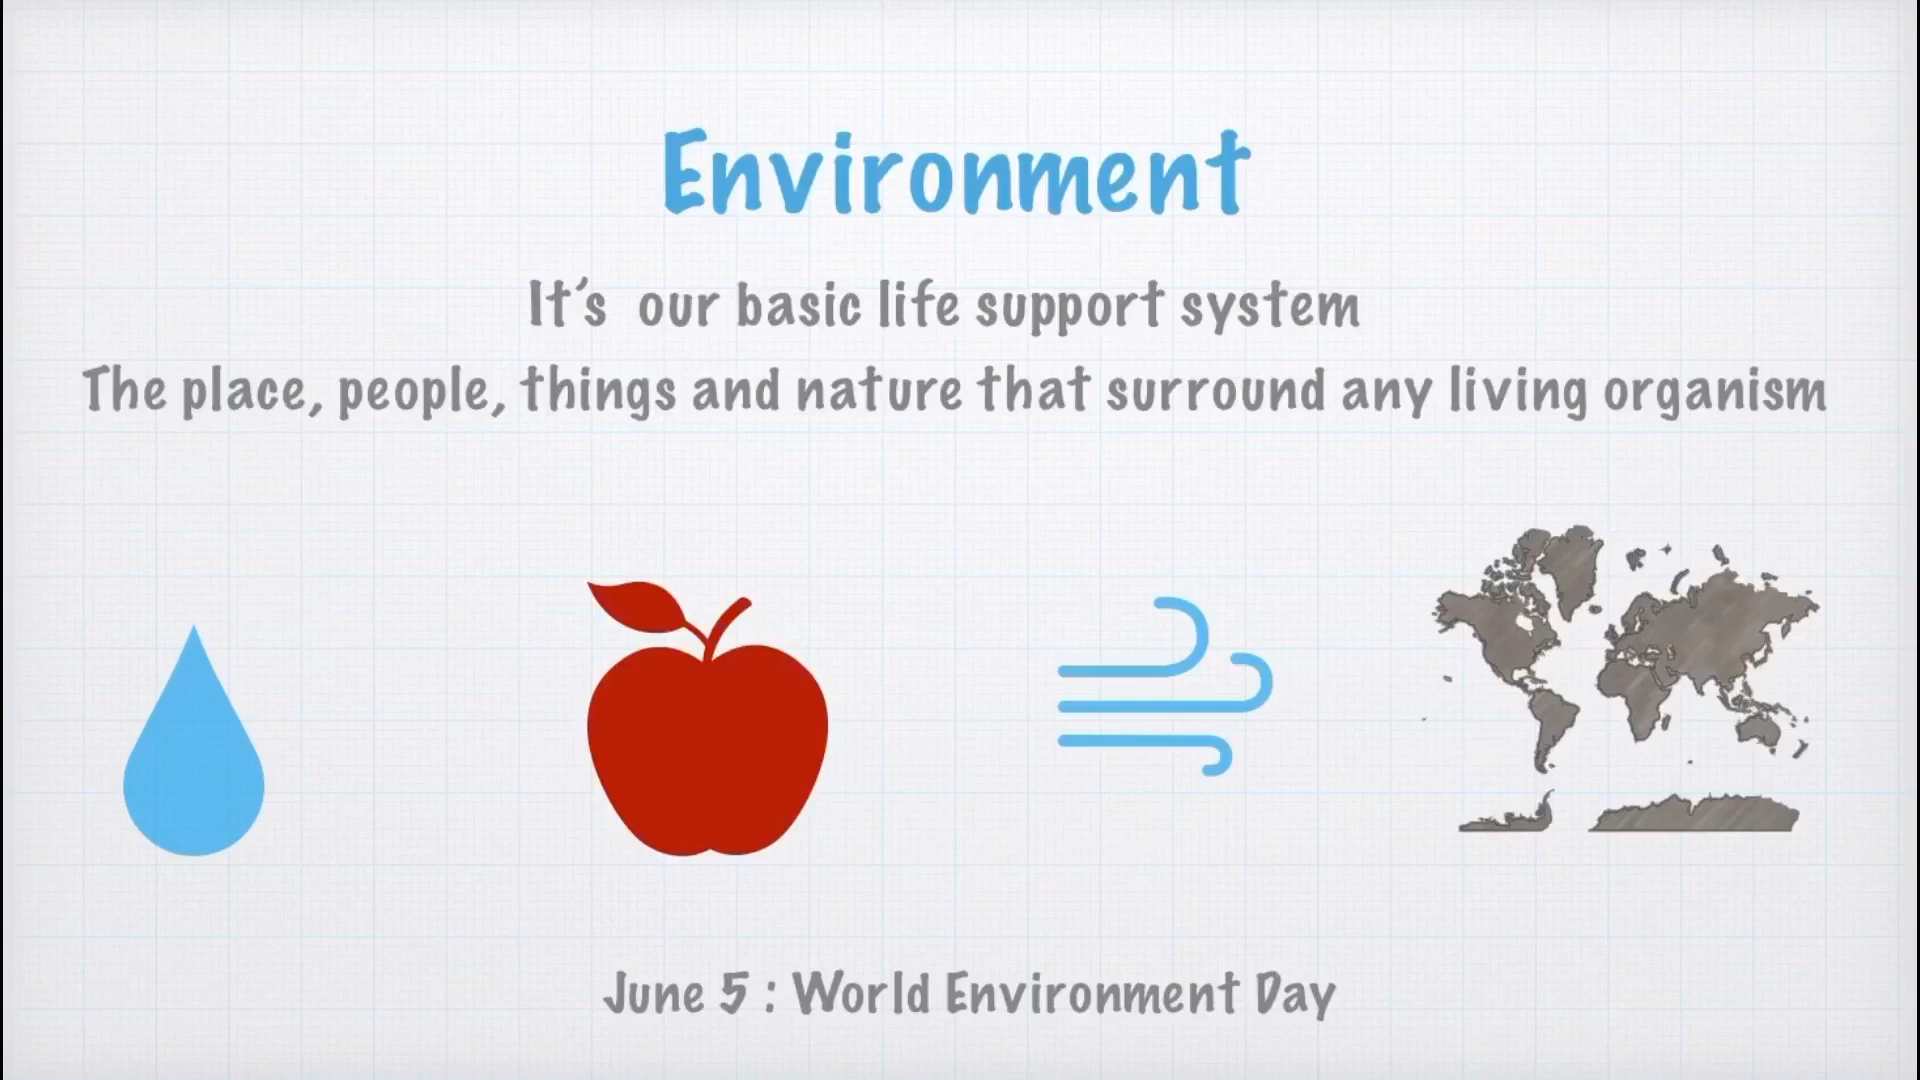 Environment
It's our basic life support system
The place, people, things and nature that surround any living organism
June 5 : World Environment Day